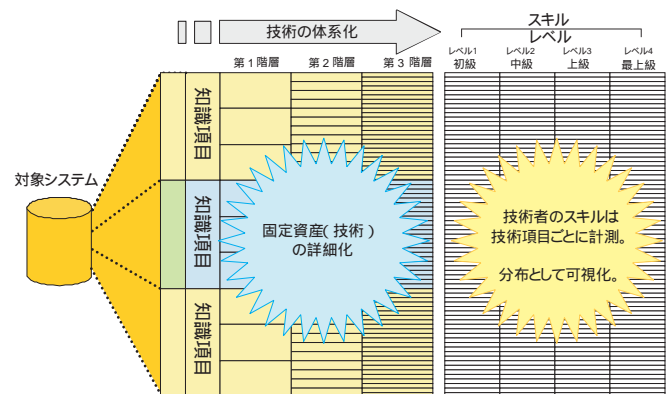 技術の体系化
スキル
レベル
第1階層
第2階層
第3階層
レベル1
初級
レベル2
中級
レベル3
上級
レベル4
最上級
対象システム
知識項目
知識項目
知識項目
固定資産(技術)
の詳細化
技術者のスキルは
技術項目ごとに計測。
分布として可視化。